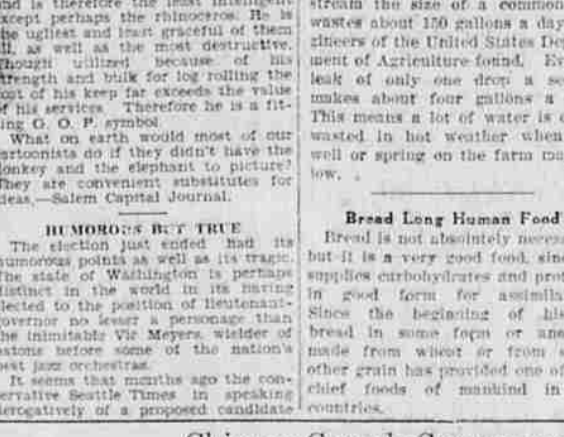 and is therefore the least intelligent
except perhaps the rhinoceros. He is
the ugliest and least graceful of them
all, as well as the most destructive.
Though utilized because of his
strength and bulk for log rolling the
cost of his keep far exceeds the value
of his services. Therefore he is a fit-
ing G. O. P. symbol.
What on earth would most of our
cartoonists do if they didn't have the
donkey and the elephant to picture?
They are convenient substitutes for
ideas.—Salem Capital Journal.
HUMOROUS BUT TRUE
The election just ended had its
humorous points as well as its tragic.
The state of Washington is perhaps
distinct in the world in its having
elected to the position of lieutenant-
governor no lesser a personage than
the inimitable Vic Meyers, wielder of
batons before some of the nation's
best jazz orchestras.
It seems that months ago the con-
servative Seattle Times in speaking
derogatively of a proposed candidate
stream the size of a common
wastes about 150 gallons a day
gineers of the United States Dep
ment of Agriculture found. Ev
leak of only one drop a se
makes about four gallons a
This means a lot of water is
wasted in hot weather when
well or spring on the farm ma
low.
Bread Long Human Food
Bread is not absolutely neces
but it is a very good food, sinc
supplies carbohydrates and prot
in good form for assimila
Since the beginning of his
bread in some form or ano
made from wheat or from
other grain has provided one of
chief foods of mankind in
countries.